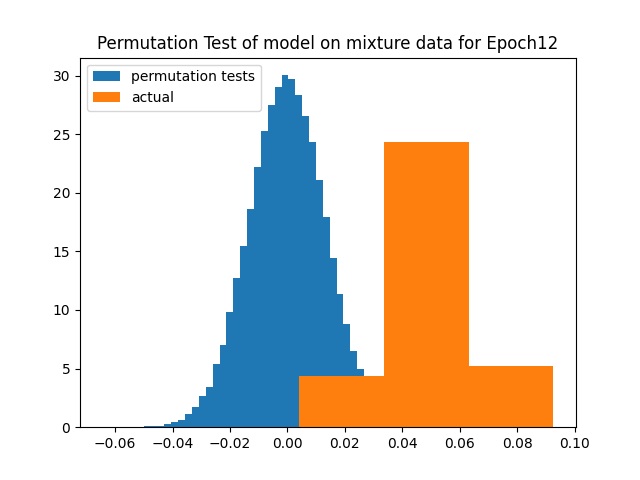 Permutation Test of model on mixture data for Epoch12
permutation tests
actual
30
25
20
15
10
5
0
−0.06 −0.04 −0.02 0.00 0.02 0.04 0.06 0.08 0.10